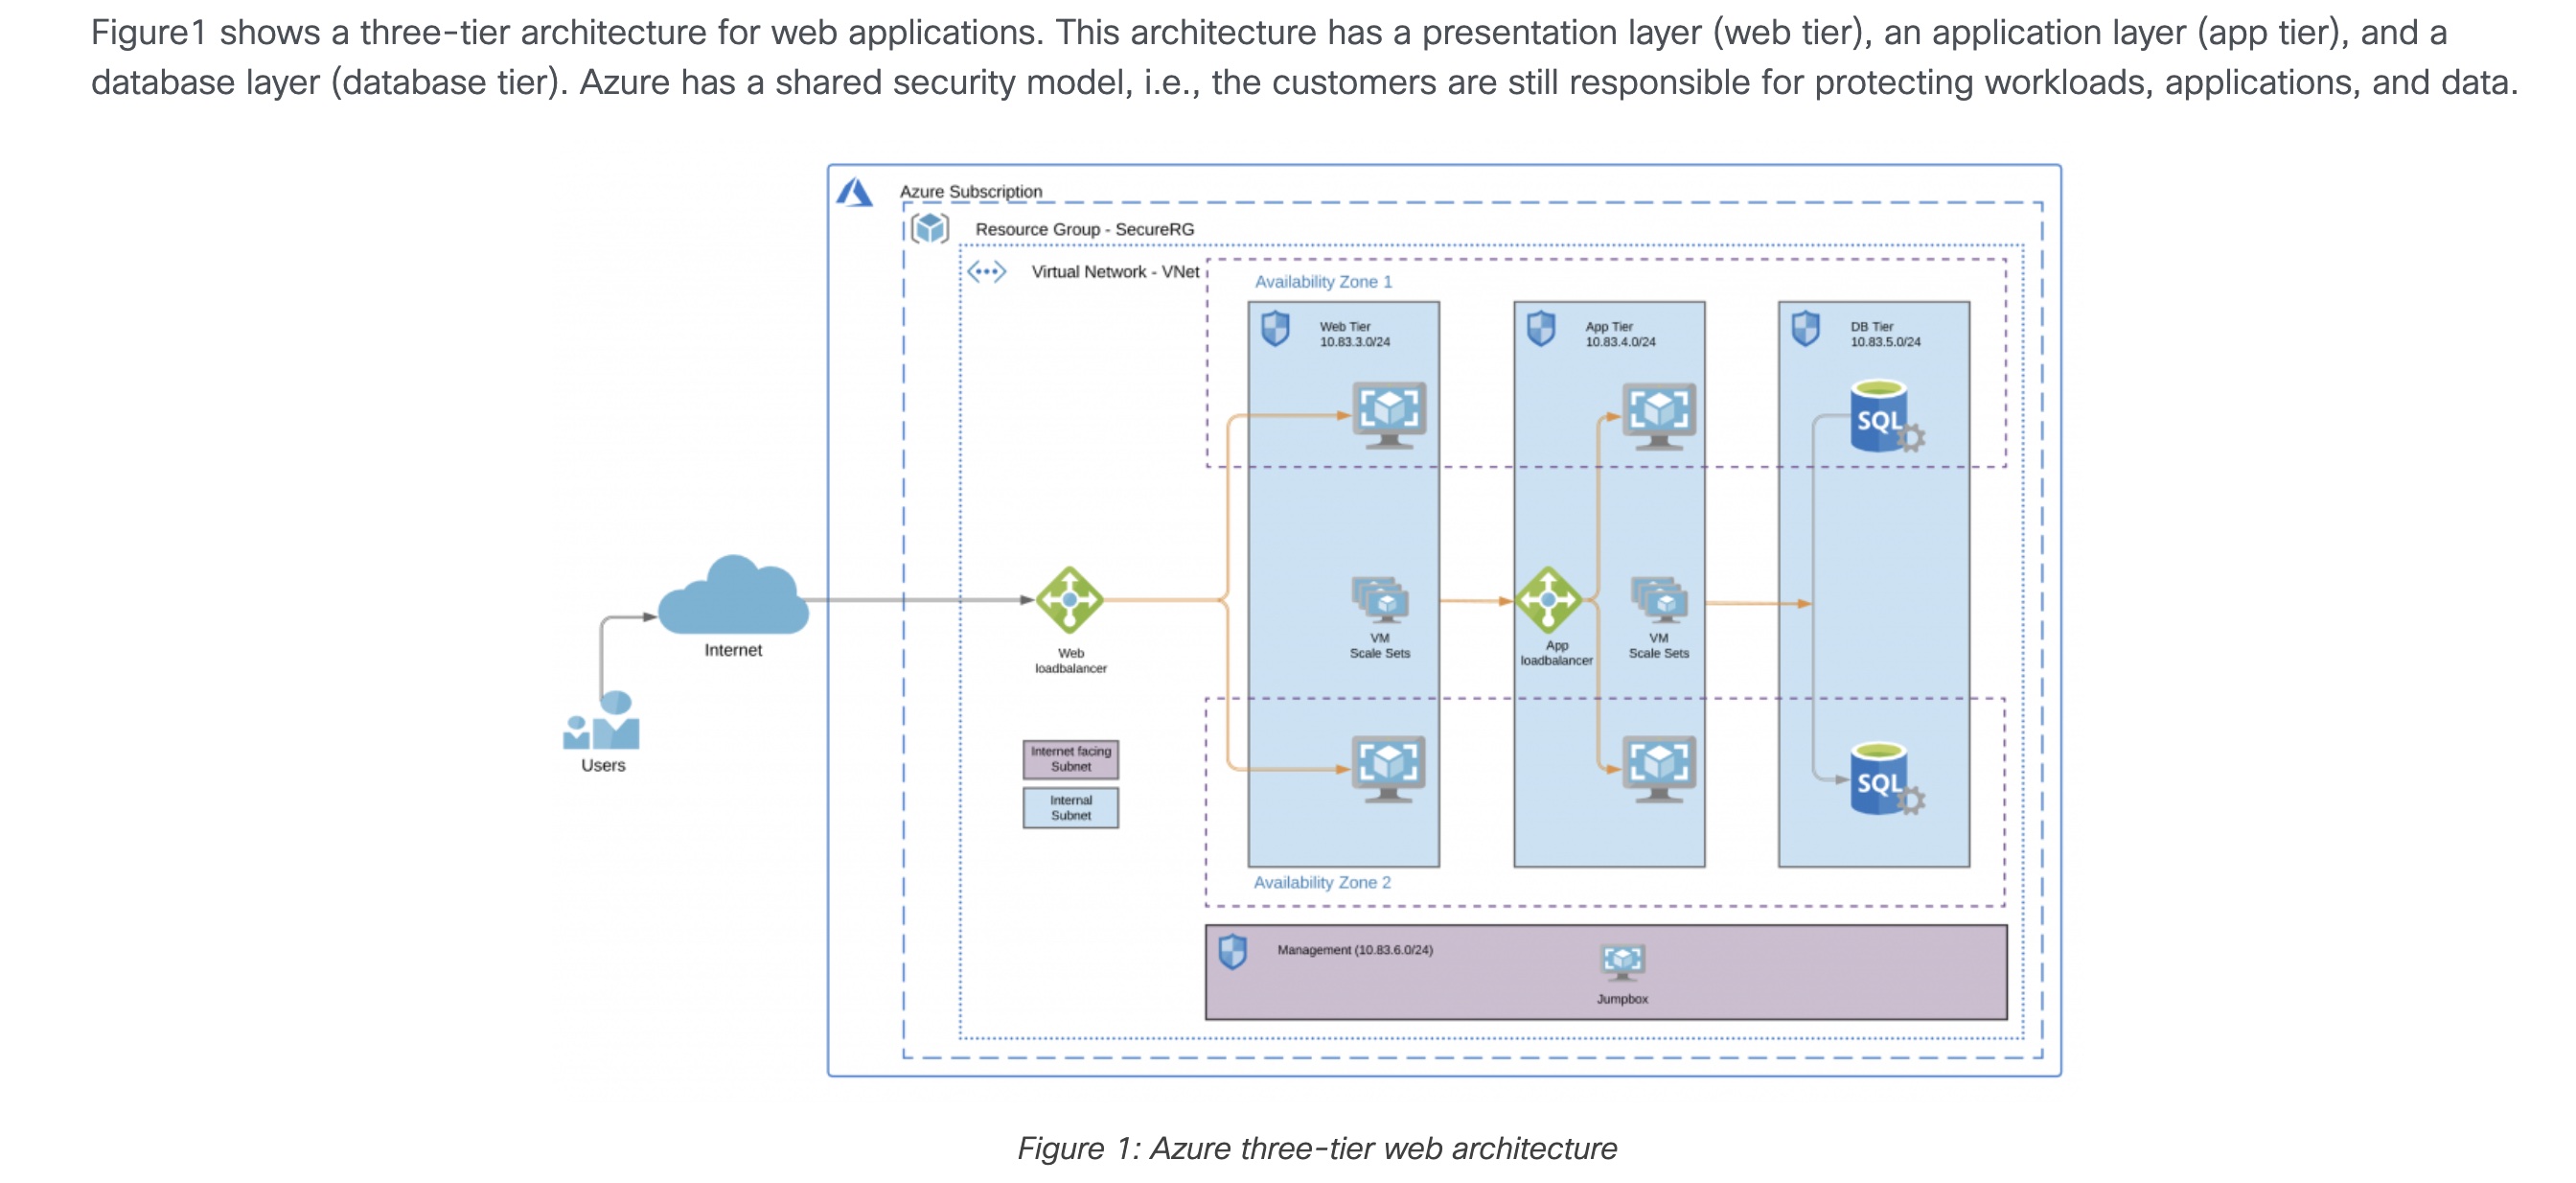 Figure1 shows a three-tier architecture for web applications. This architecture has a presentation layer (web tier), an application layer (app tier), and a
database layer (database tier). Azure has a shared security model, i.e., the customers are still responsible for protecting workloads, applications, and data.
Azure Subscription
Resource Group - SecureRG
Virtual Network - VNet
Availability Zone 1
Web Tier
10.83.3.0/24
App Tier
10.83.4.0/24
DB Tier
10.83.5.0/24
SQL
Internet
Users
Web
loadbalancer
VM
Scale Sets
App
loadbalancer
VM
Scale Sets
Internet facing
Subnet
Internal
Subnet
SQL
Availability Zone 2
Management (10.83.6.0/24)
Jumpbox
Figure 1: Azure three-tier web architecture